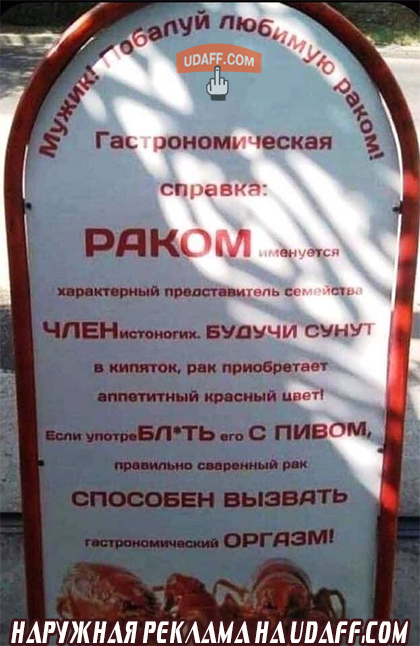 Мужик! Побалуй любимую раком!
UDAFF.COM
Гастрономическая
справка:
РАКОМ именуется
характерный представитель семейства
ЧЛЕНистоногих. БУДУЧИ СУНУТ
в кипяток, рак приобретает
аппетитный красный цвет!
Если употреБЛ*ТЬ его С ПИВОМ,
правильно сваренный рак
СПОСОБЕН ВЫЗВАТЬ
гастрономический ОРГАЗМ!
НАРУЖНАЯ РЕКЛАМА НА UDAFF.COM